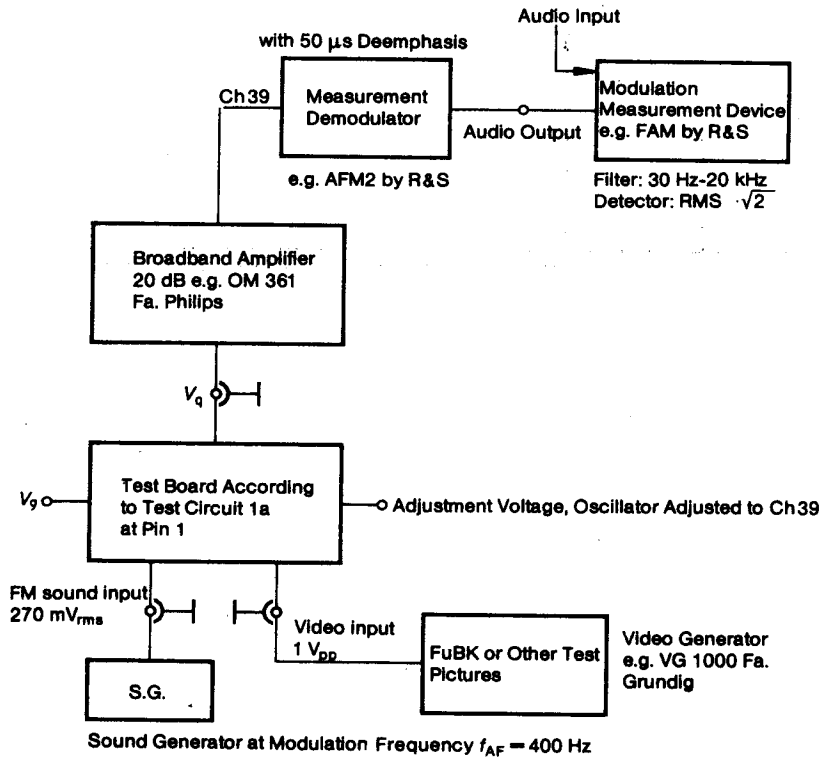 Audio Input
with 50 μs Deemphasis
Ch39
Measurement
Demodulator
Modulation
Measurement Device
e.g. FAM by R&S
Audio Output
e.g. AFM2 by R&S
Filter: 30 Hz-20 kHz
Detector: RMS ·√2
Broadband Amplifier
20 dB e.g. OM 361
Fa. Philips
Vq
Test Board According
to Test Circuit 1a
at Pin 1
V9
Adjustment Voltage, Oscillator Adjusted to Ch39
FM sound input
270 mVrms
Video input
1 Vpp
FuBK or Other Test
Pictures
Video Generator
e.g. VG 1000 Fa.
Grundig
S.G.
Sound Generator at Modulation Frequency fAF = 400 Hz